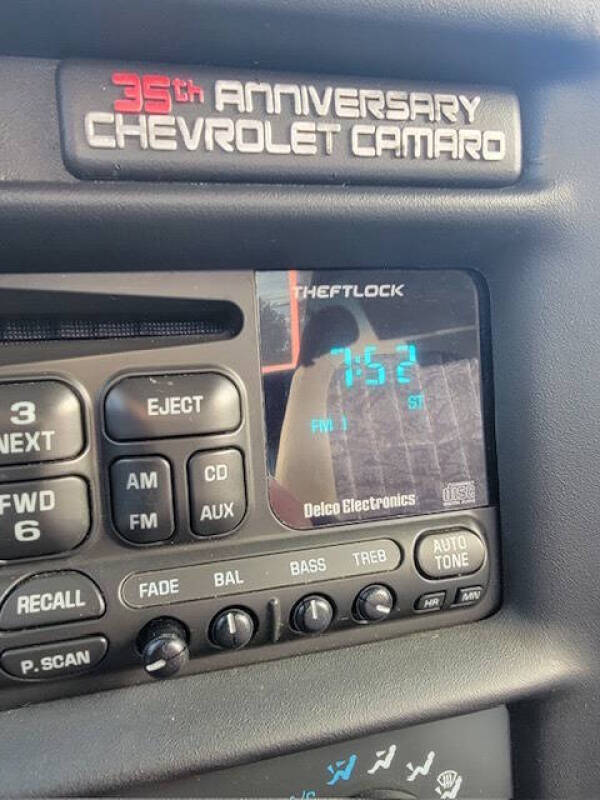 35th ANNIVERSARY
CHEVROLET CAMARO
THEFTLOCK
7:52
ST
FM 1
Delco Electronics
disc
3
NEXT
EJECT
FWD
6
AM
FM
CD
AUX
RECALL
FADE BAL BASS TREB
AUTO
TONE
HR MN
P.SCAN